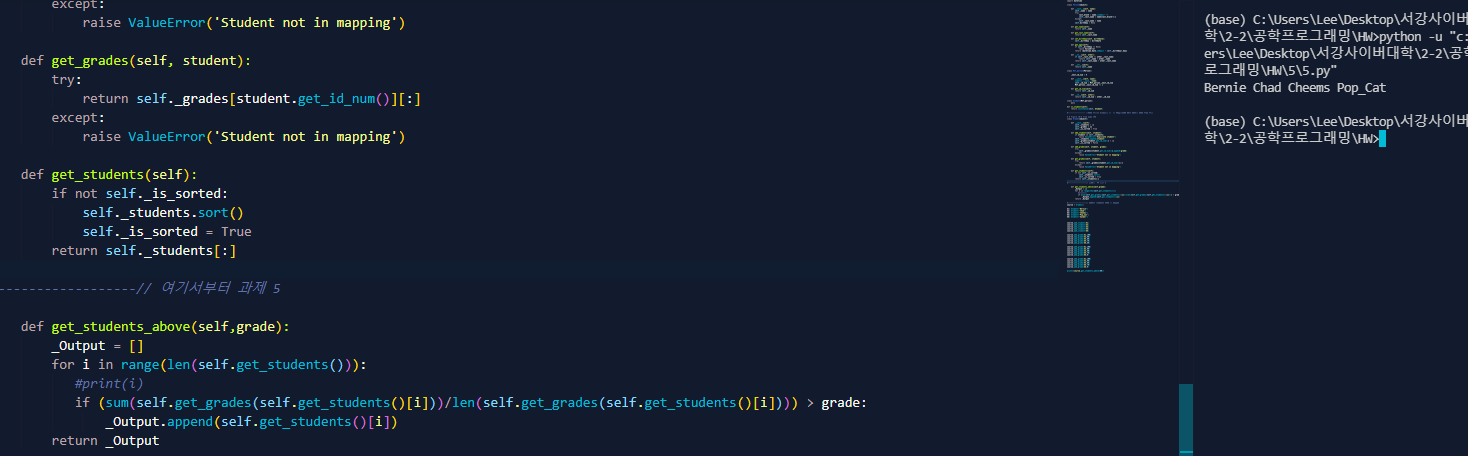 except:
raise ValueError('Student not in mapping')
def get_grades(self, student):
try:
return self._grades[student.get_id_num()][:]
except:
raise ValueError('Student not in mapping')
def get_students(self):
if not self._is_sorted:
self._students.sort()
self._is_sorted = True
return self._students[:]
------------------// 여기서부터 과제 5
def get_students_above(self,grade):
_Output = []
for i in range(len(self.get_students())):
#print(i)
if (sum(self.get_grades(self.get_students()[i]))/len(self.get_grades(self.get_students()[i]))) > grade:
_Output.append(self.get_students()[i])
return _Output
(base) C:\Users\Lee\Desktop\서강사이버대
학\2-2\공학프로그래밍\HW>python -u "c:
ers\Lee\Desktop\서강사이버대학\2-2\공학
로그래밍\HW\5\5.py"
Bernie Chad Cheems Pop_Cat
(base) C:\Users\Lee\Desktop\서강사이버대
학\2-2\공학프로그래밍\HW>